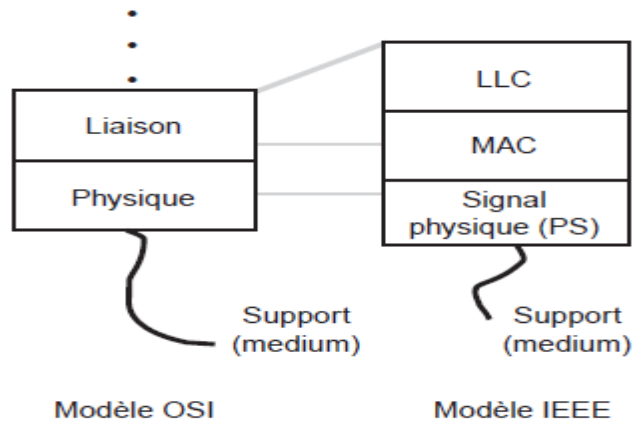 Liaison
Physique
Support
(medium)
Modèle OSI
LLC
MAC
Signal
physique (PS)
Support
(medium)
Modèle IEEE